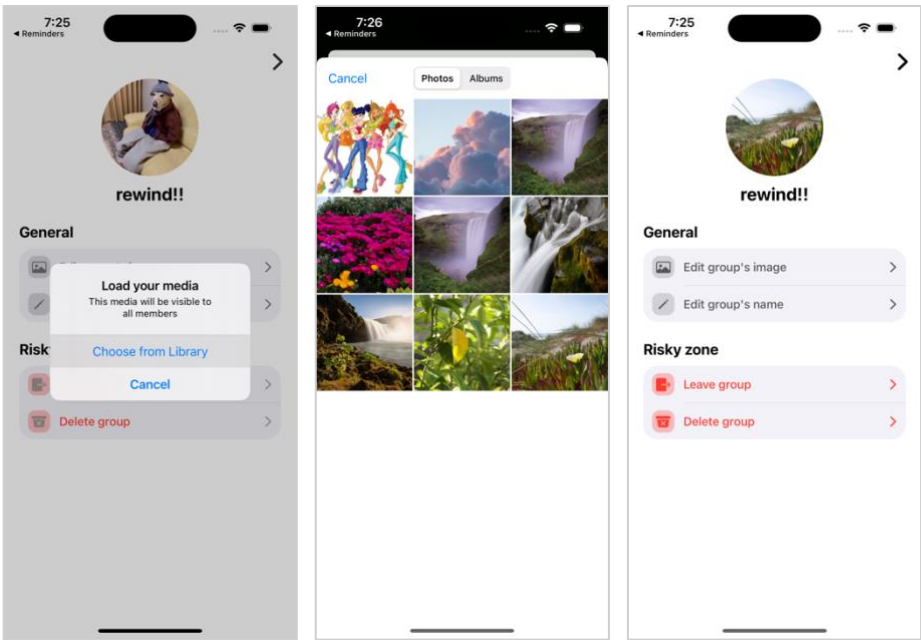 7:25
◀ Reminders
rewind!!
General
Load your media
This media will be visible to
all members
Choose from Library
Cancel
Risk
Delete group
7:26
◀ Reminders
Cancel
Photos
Albums
7:25
◀ Reminders
rewind!!
General
Edit group's image
Edit group's name
Risky zone
Leave group
Delete group